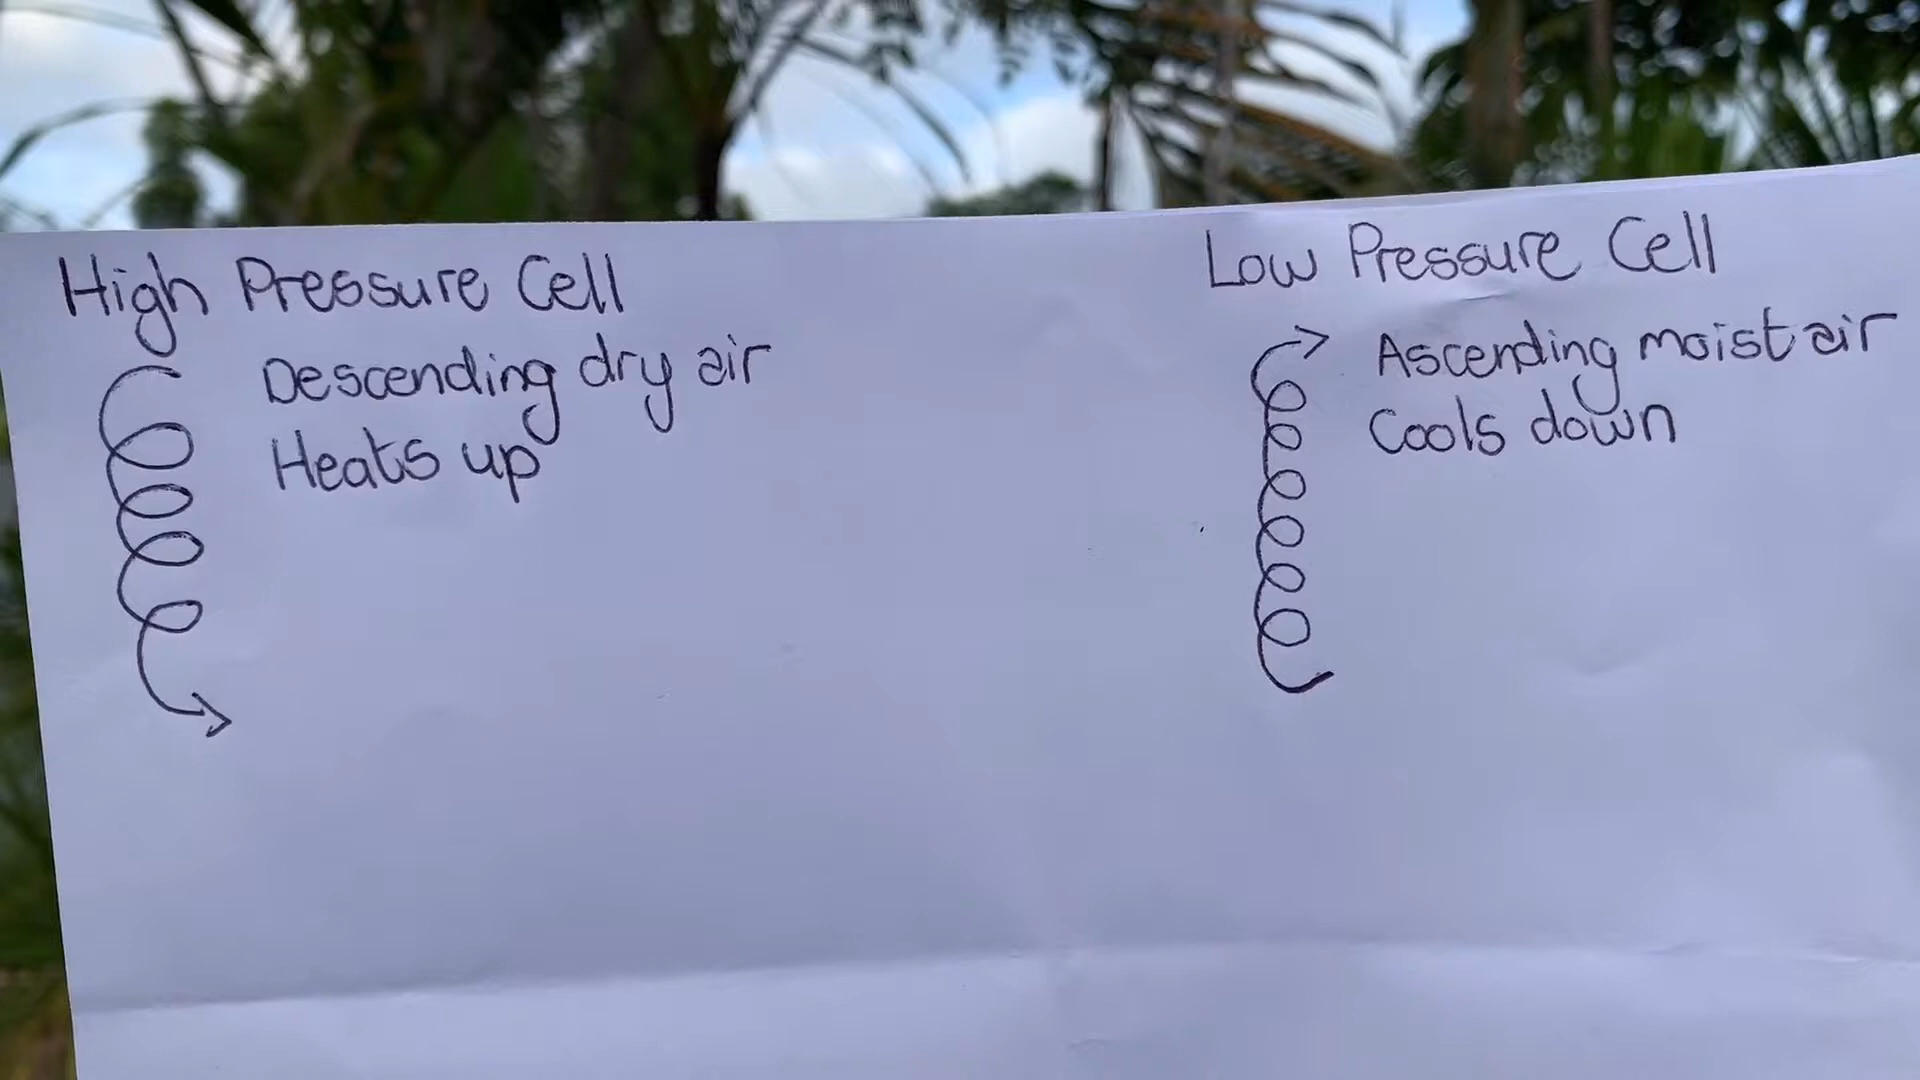 High Pressure Cell
Descending dry air
Heats up
Low Pressure Cell
Ascending moist air
Cools down